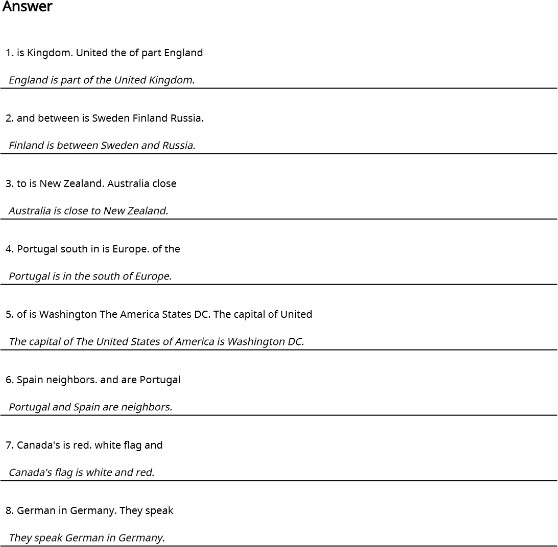 Answer
1. is Kingdom. United the of part England
England is part of the United Kingdom.
2. and between is Sweden Finland Russia.
Finland is between Sweden and Russia.
3. to is New Zealand. Australia close
Australia is close to New Zealand.
4. Portugal south in is Europe. of the
Portugal is in the south of Europe.
5. of is Washington The America States DC. The capital of United
The capital of The United States of America is Washington DC.
6. Spain neighbors. and are Portugal
Portugal and Spain are neighbors.
7. Canada's is red. white flag and
Canada's flag is white and red.
8. German in Germany. They speak
They speak German in Germany.